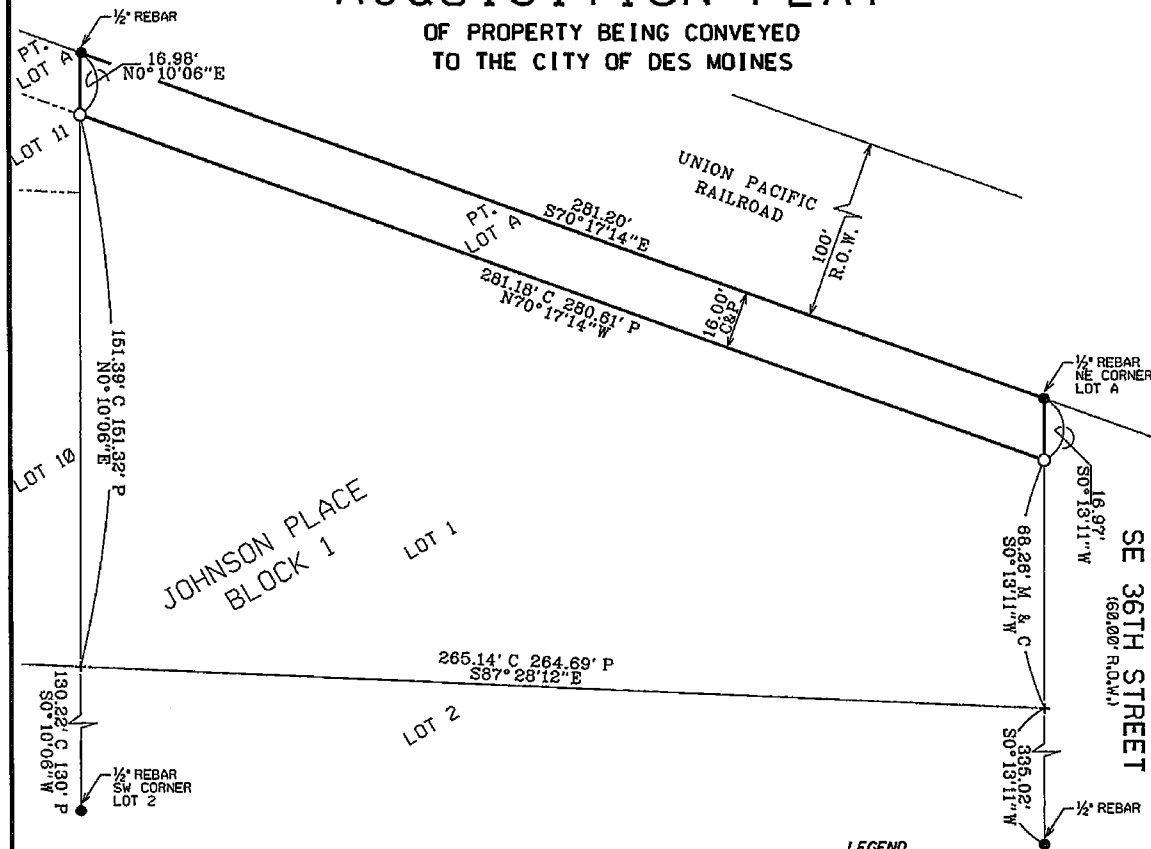 ACQUISITION PLAT
OF PROPERTY BEING CONVEYED
TO THE CITY OF DES MOINES
½" REBAR
PT.
LOT A
16.98'
N0°10'06"E
LOT 11
UNION PACIFIC
RAILROAD
100'
R.O.W.
PT.
LOT A
281.20'
S70°17'14"E
281.18' C 280.61' P
N70°17'14"W
16.00'
C&P
½" REBAR
NE CORNER
LOT A
16.97'
S0°13'11"W
151.39' C 151.32' P
N0°10'06"E
LOT 10
JOHNSON PLACE
BLOCK 1
LOT 1
68.26' M & C
S0°13'11"W
SE 36TH STREET
(60.00' R.O.W.)
265.14' C 264.69' P
S87°28'12"E
LOT 2
130.22' C 130' P
S0°10'06"W
½" REBAR
SW CORNER
LOT 2
335.02'
S0°13'11"W
½" REBAR
LEGEND